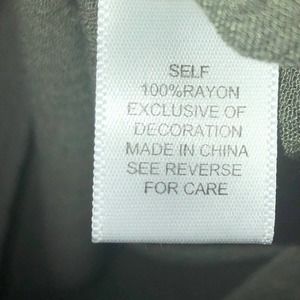 SELF
100%RAYON
EXCLUSIVE OF
DECORATION
MADE IN CHINA
SEE REVERSE
FOR CARE